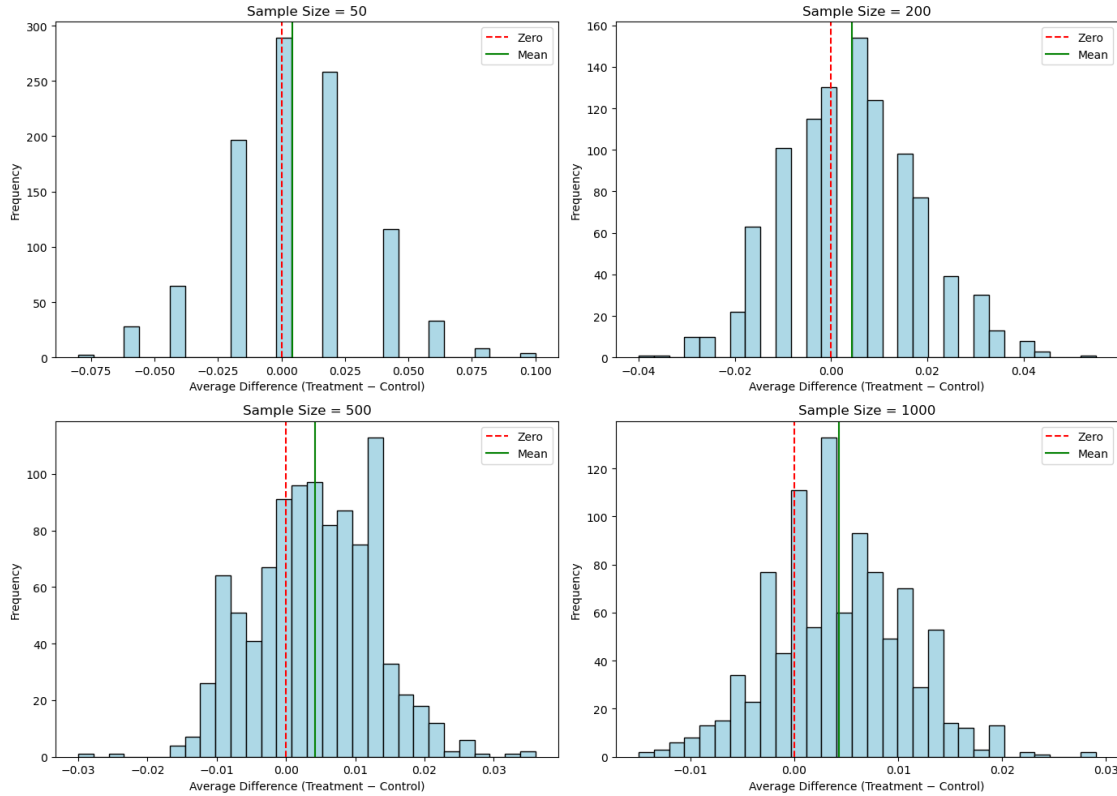 Sample Size = 50
300
250
200
150
100
50
0
Frequency
Zero
Mean
−0.075
−0.050
−0.025
0.000
0.025
0.050
0.075
0.100
Average Difference (Treatment − Control)
Sample Size = 200
160
140
120
100
80
60
40
20
0
Frequency
Zero
Mean
−0.04
−0.02
0.00
0.02
0.04
Average Difference (Treatment − Control)
Sample Size = 500
100
80
60
40
20
0
Frequency
Zero
Mean
−0.03
−0.02
−0.01
0.00
0.01
0.02
0.03
Average Difference (Treatment − Control)
Sample Size = 1000
120
100
80
60
40
20
0
Frequency
Zero
Mean
−0.01
0.00
0.01
0.02
0.03
Average Difference (Treatment − Control)